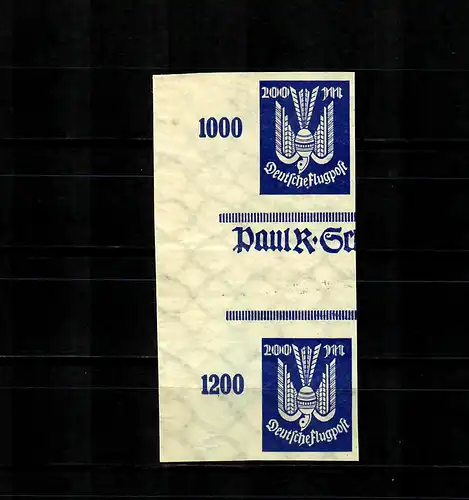 200 M
1000
Deutsche Flugpost
Paul R. Sc
200 M
1200
Deutsche Flugpost